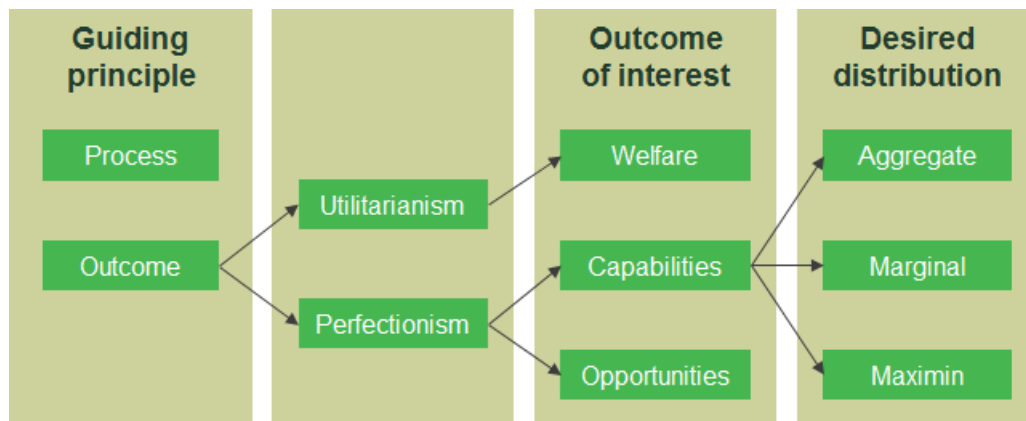 Guiding
principle
Process
Outcome
Utilitarianism
Perfectionism
Outcome
of interest
Welfare
Capabilities
Opportunities
Desired
distribution
Aggregate
Marginal
Maximin